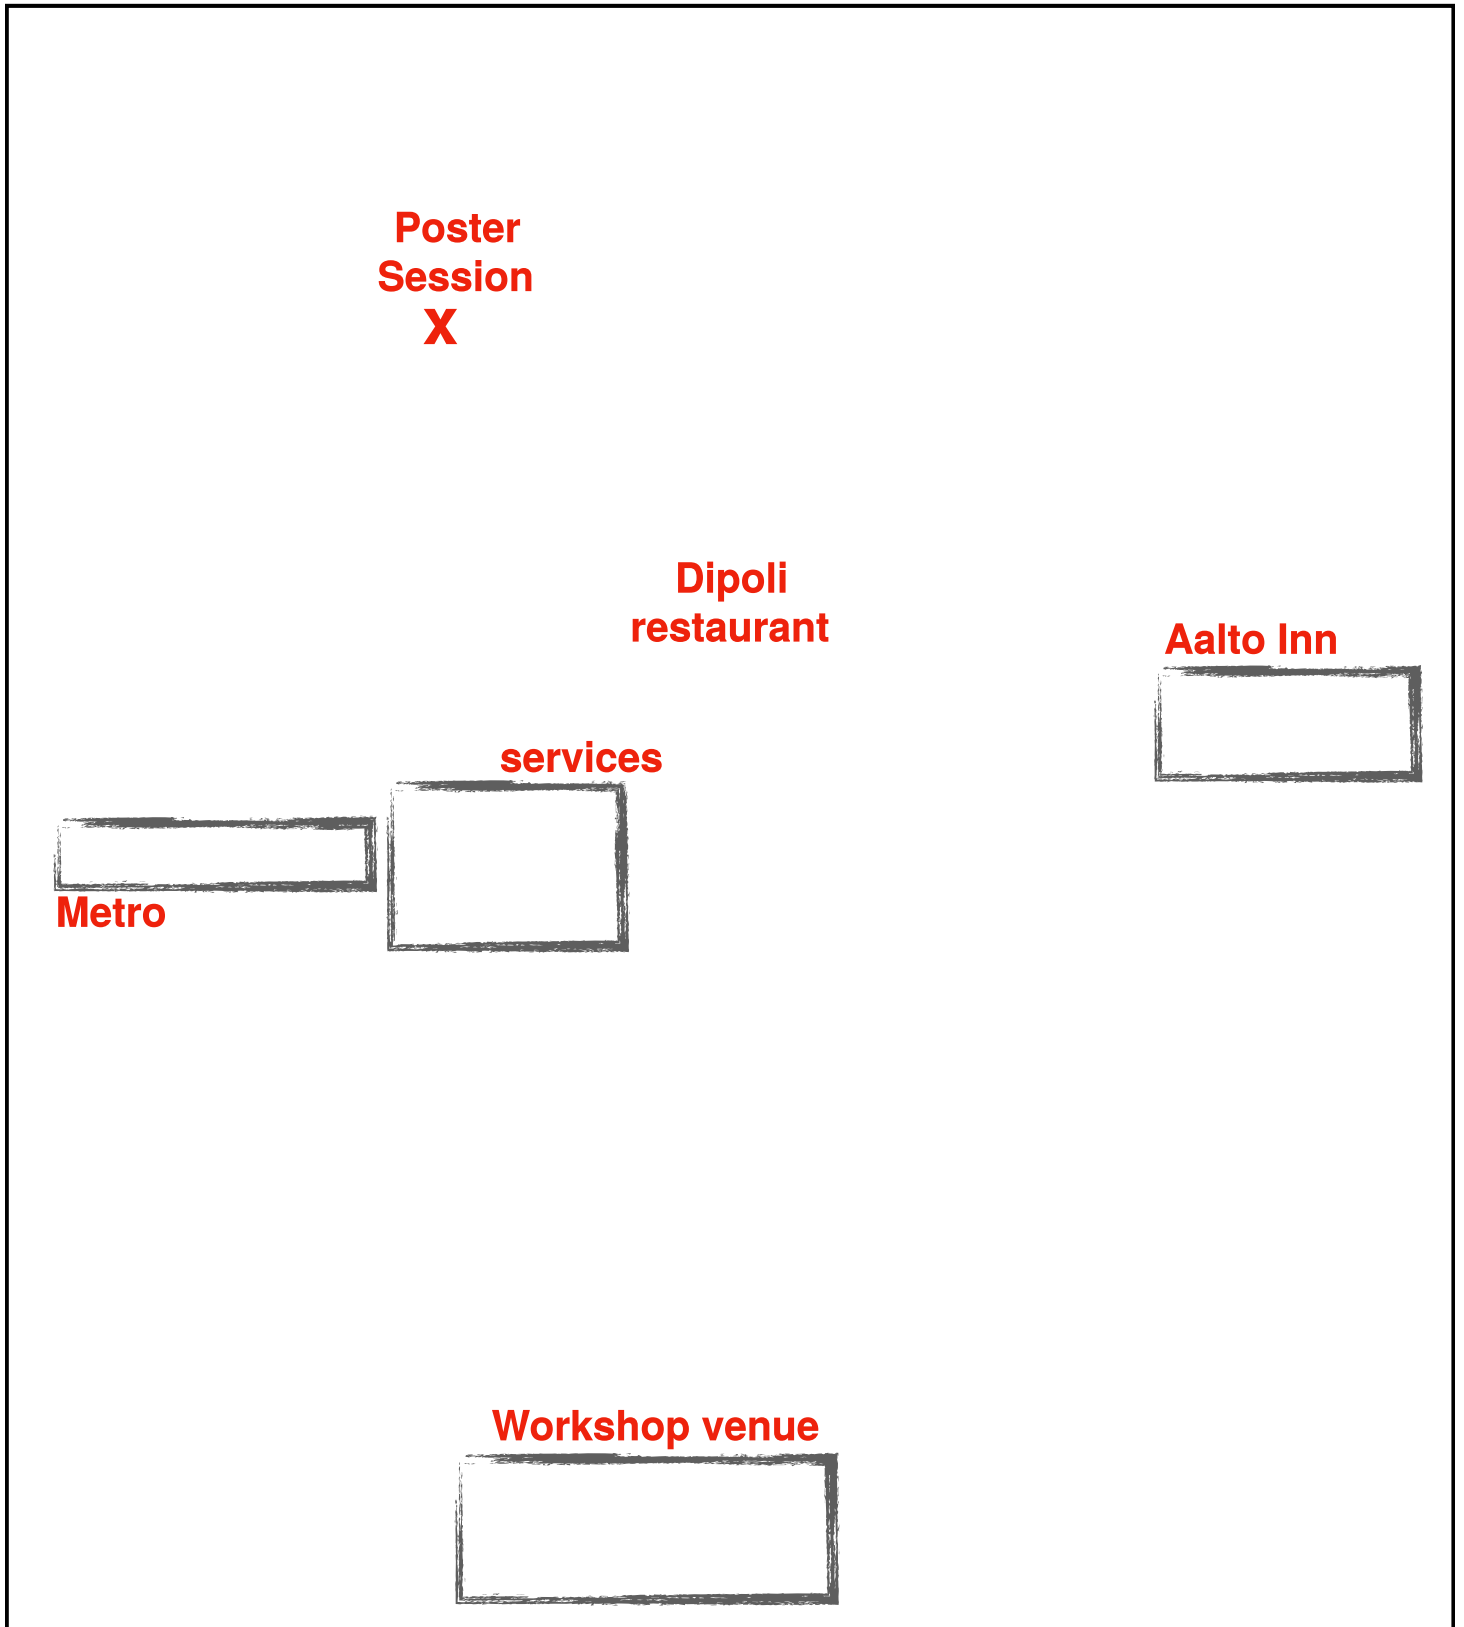 Poster
Session
X
Dipoli
restaurant
Aalto Inn
services
Metro
Workshop venue